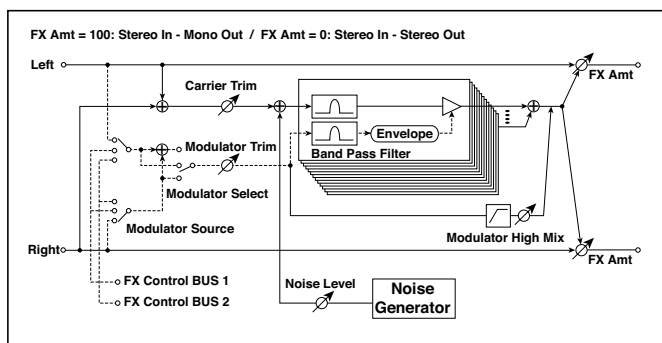 FX Amt = 100: Stereo In - Mono Out / FX Amt = 0: Stereo In - Stereo Out
Left
FX Amt
Carrier Trim
Modulator Trim
Envelope
Band Pass Filter
Modulator Select
Modulator Source
Modulator High Mix
Right
FX Amt
FX Control BUS 1
FX Control BUS 2
Noise Level
Noise
Generator